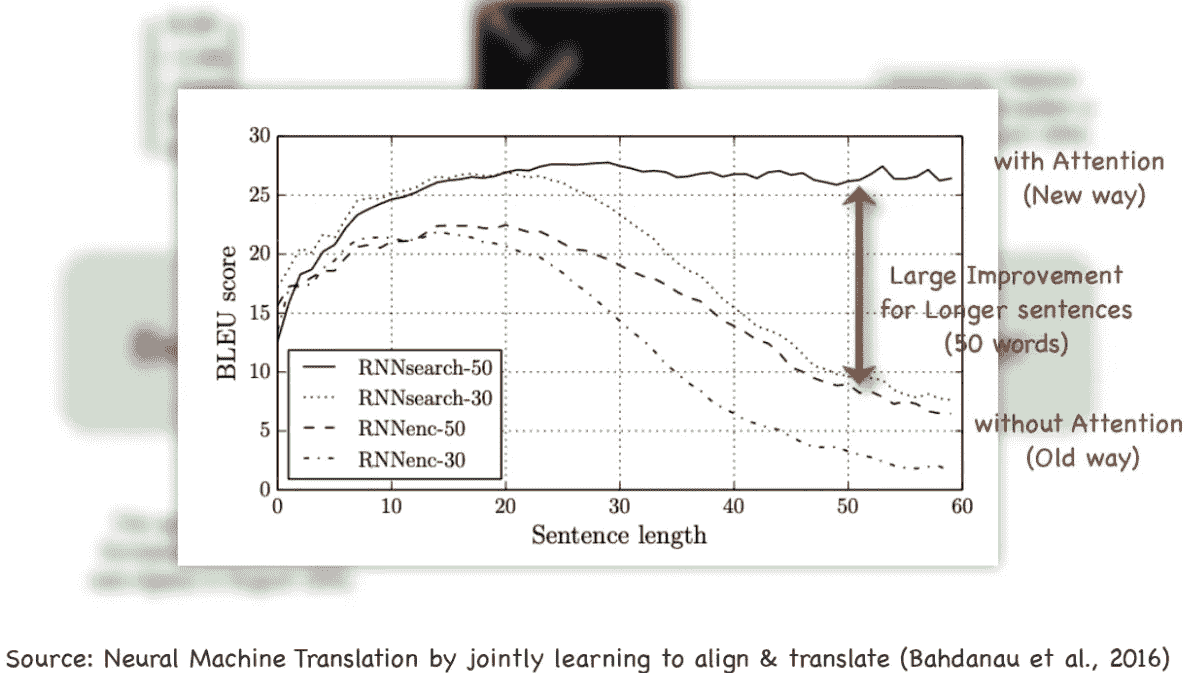 30
25
20
15
10
5
0
BLEU score
RNNsearch-50
RNNsearch-30
RNNenc-50
RNNenc-30
0 10 20 30 40 50 60
Sentence length
with Attention
(New way)
Large Improvement
for Longer sentences
(50 words)
without Attention
(Old way)
Source: Neural Machine Translation by jointly learning to align & translate (Bahdanau et al., 2016)